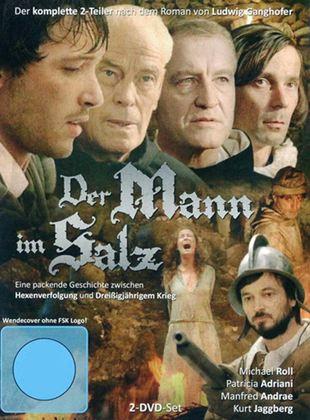 Der komplette 2-Teiler nach dem Roman von Ludwig Ganghofer
Der Mann
im Salz
Eine packende Geschichte zwischen
Hexenverfolgung und Dreißigjährigem Krieg
Wendecover ohne FSK Logo!
Michael Roll
Patricia Adriani
Manfred Andrae
Kurt Jaggberg
2-DVD-Set